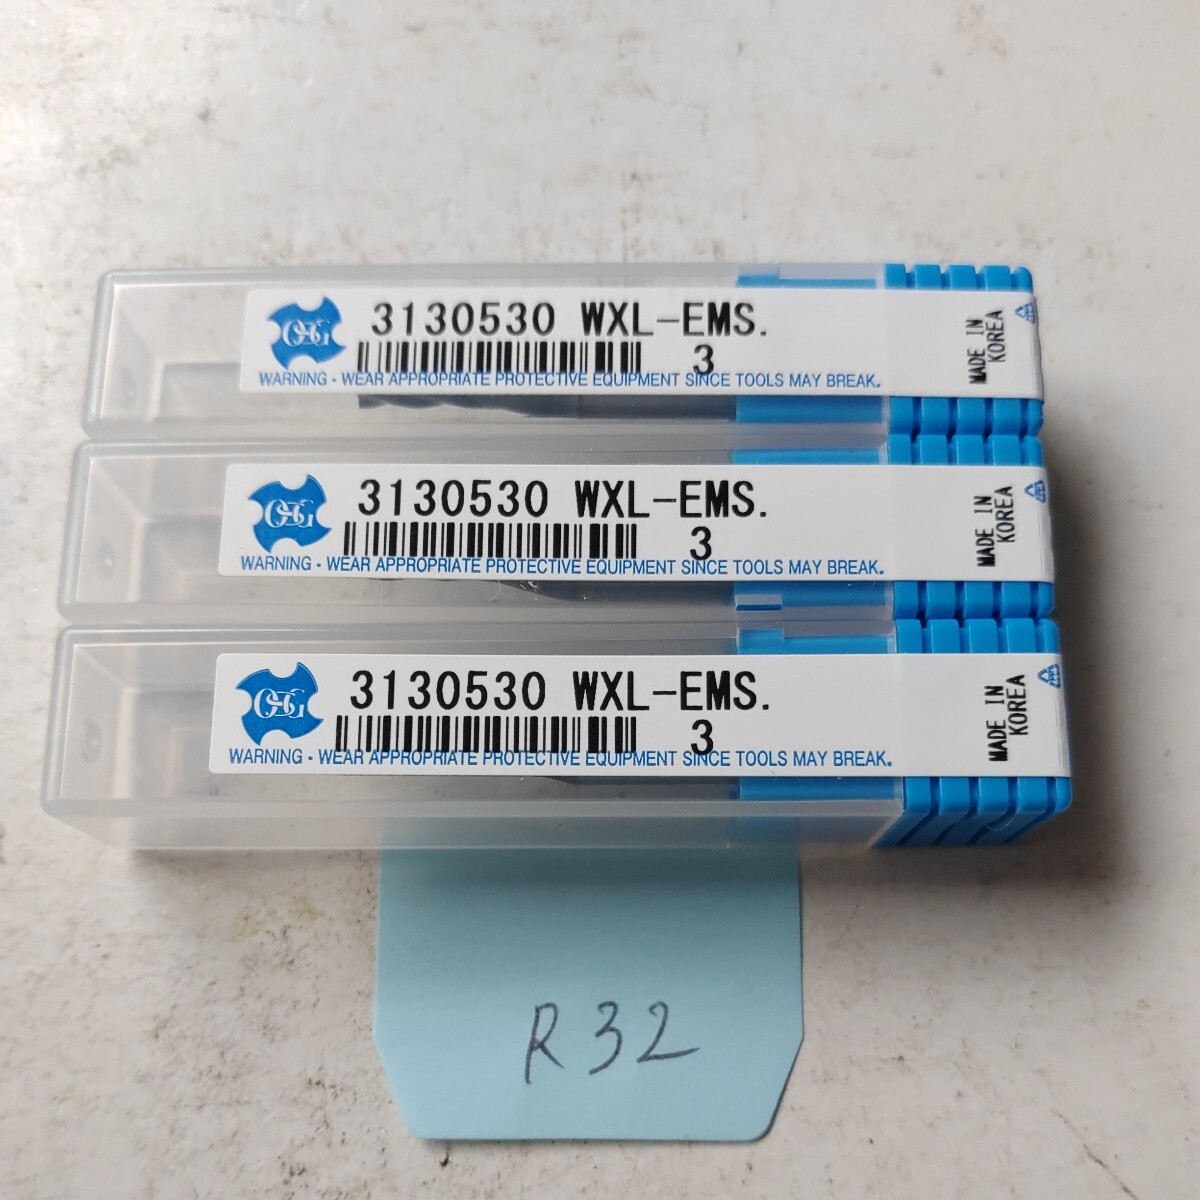 OSG
3130530 WXL-EMS.
3
WARNING - WEAR APPROPRIATE PROTECTIVE EQUIPMENT SINCE TOOLS MAY BREAK.
MADE IN
KOREA
OSG
3130530 WXL-EMS.
3
WARNING - WEAR APPROPRIATE PROTECTIVE EQUIPMENT SINCE TOOLS MAY BREAK.
MADE IN
KOREA
OSG
3130530 WXL-EMS.
3
WARNING - WEAR APPROPRIATE PROTECTIVE EQUIPMENT SINCE TOOLS MAY BREAK.
MADE IN
KOREA
R32